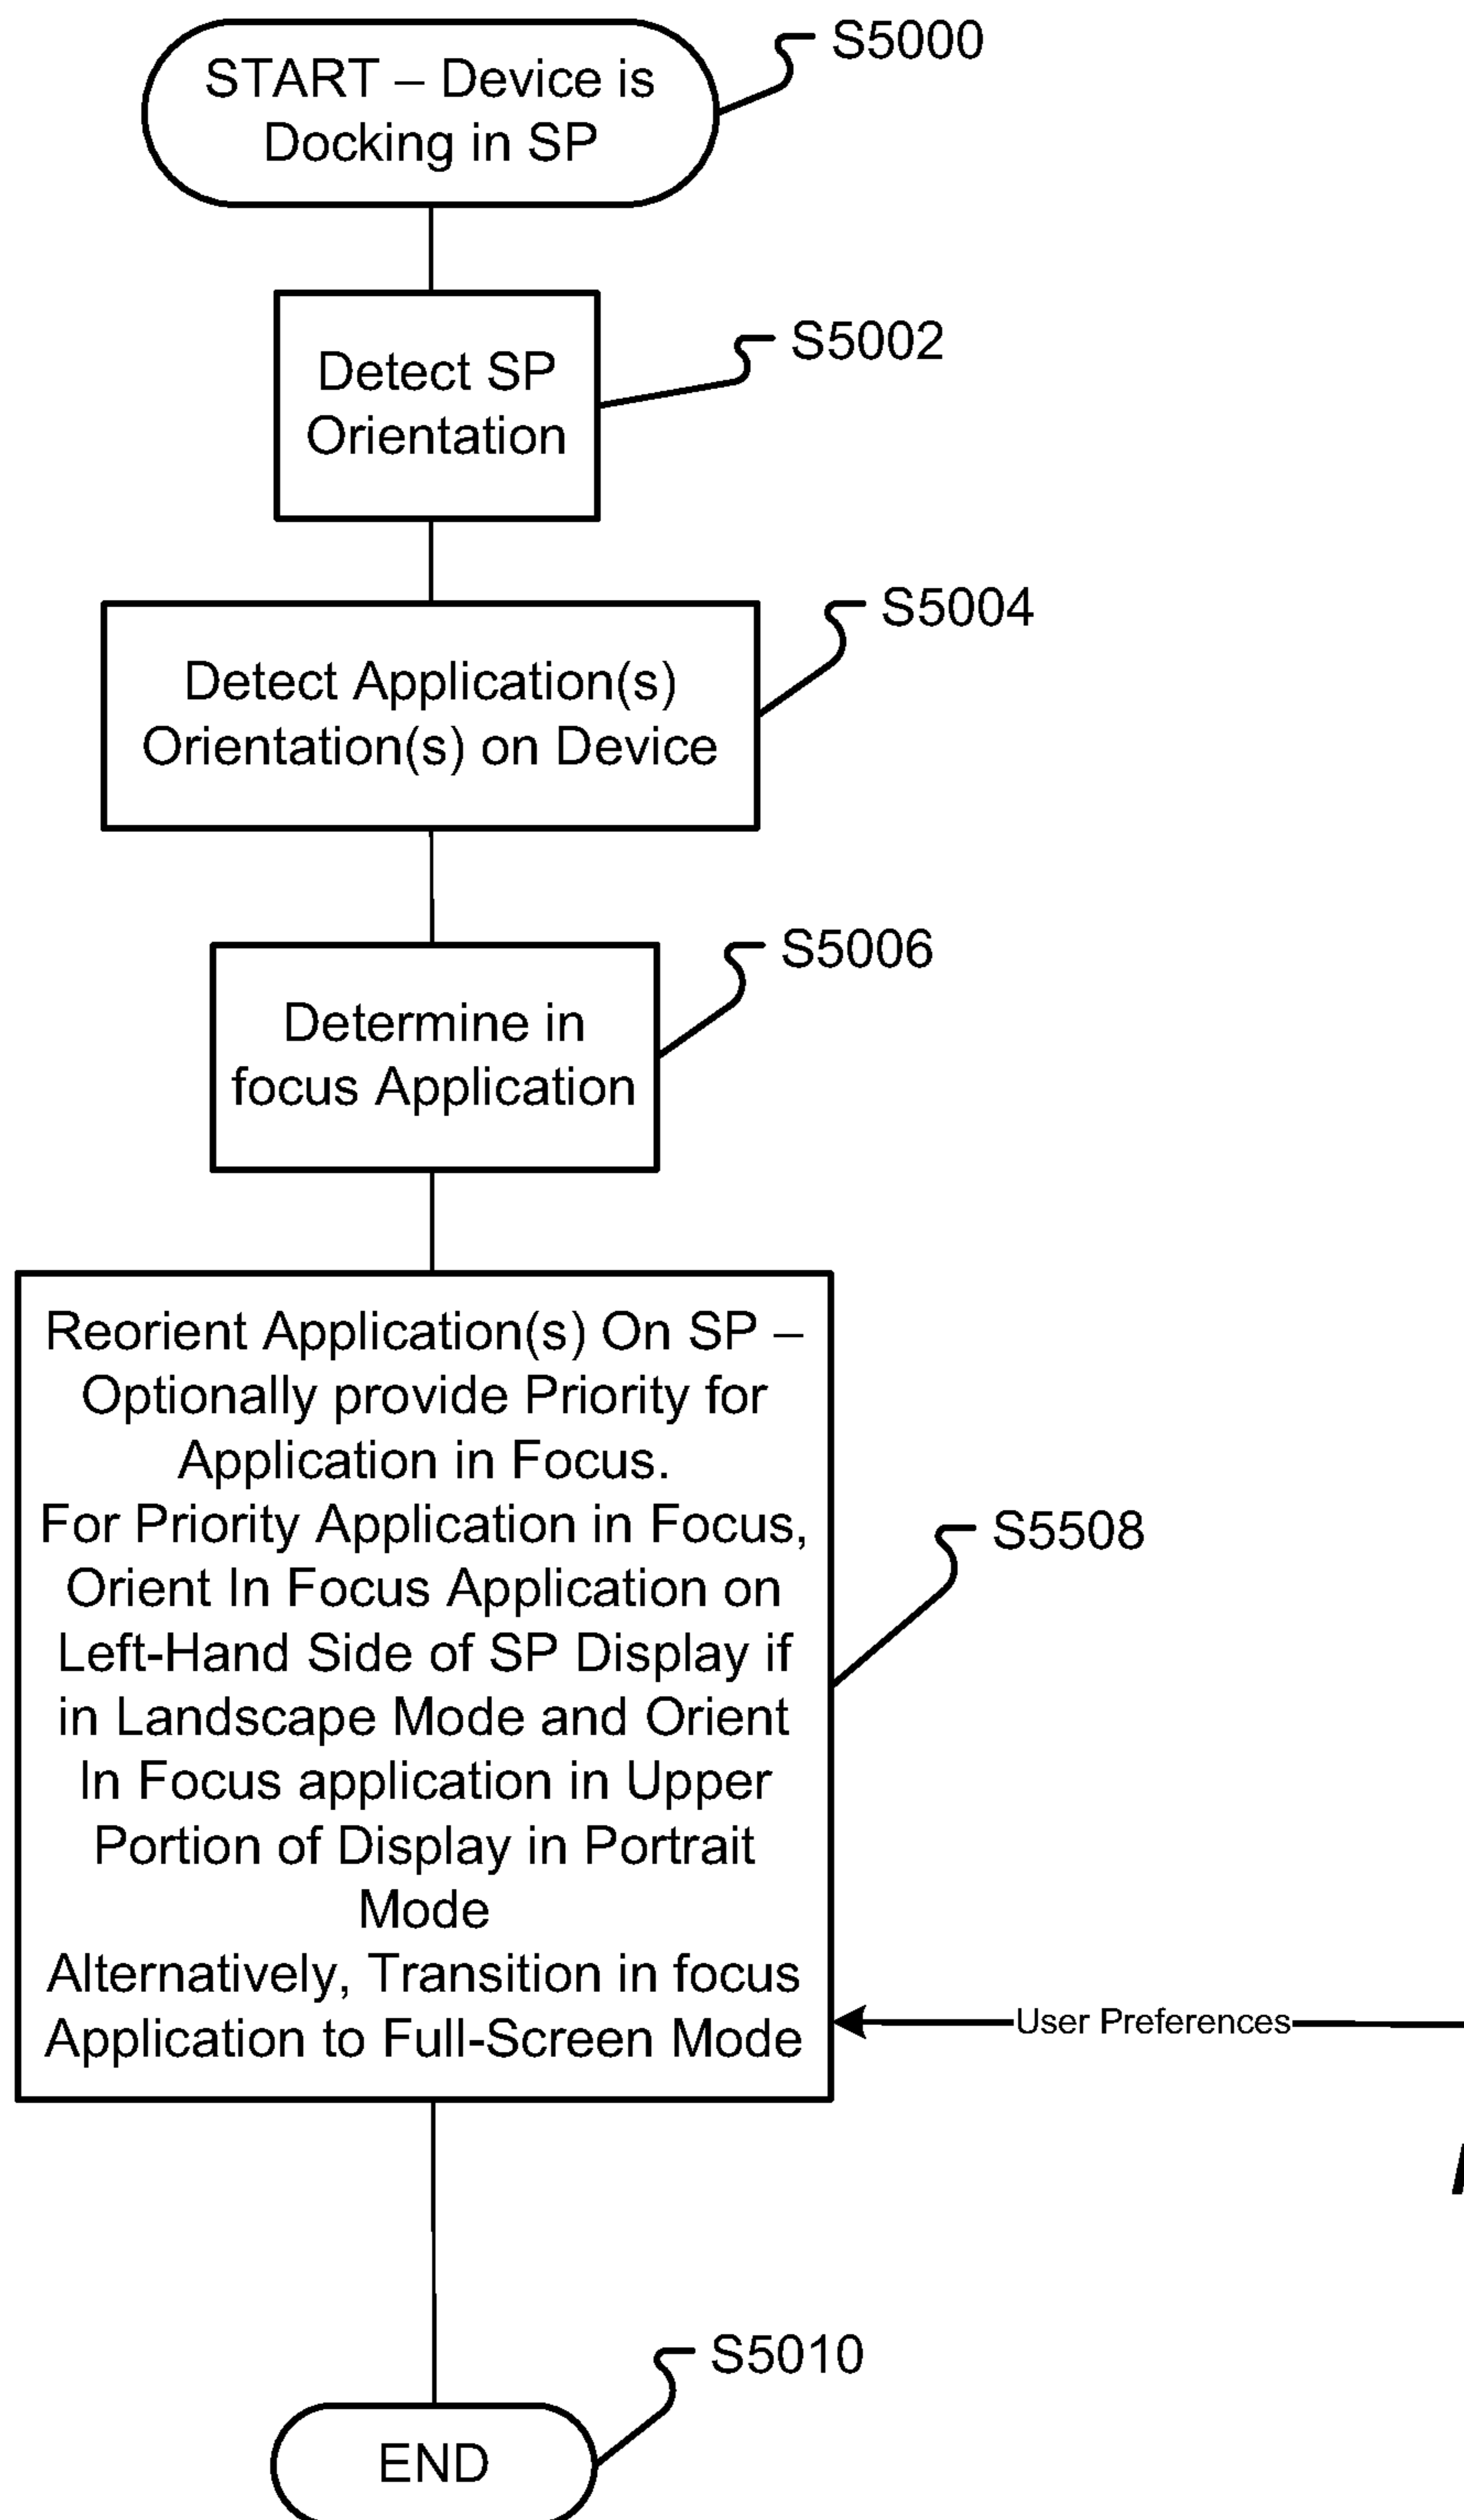 START – Device is
Docking in SP
S5000
Detect SP
Orientation
S5002
Detect Application(s)
Orientation(s) on Device
S5004
Determine in
focus Application
S5006
Reorient Application(s) On SP –
Optionally provide Priority for
Application in Focus.
For Priority Application in Focus,
Orient In Focus Application on
Left-Hand Side of SP Display if
in Landscape Mode and Orient
In Focus application in Upper
Portion of Display in Portrait
Mode
Alternatively, Transition in focus
Application to Full-Screen Mode
S5508
User Preferences
END
S5010